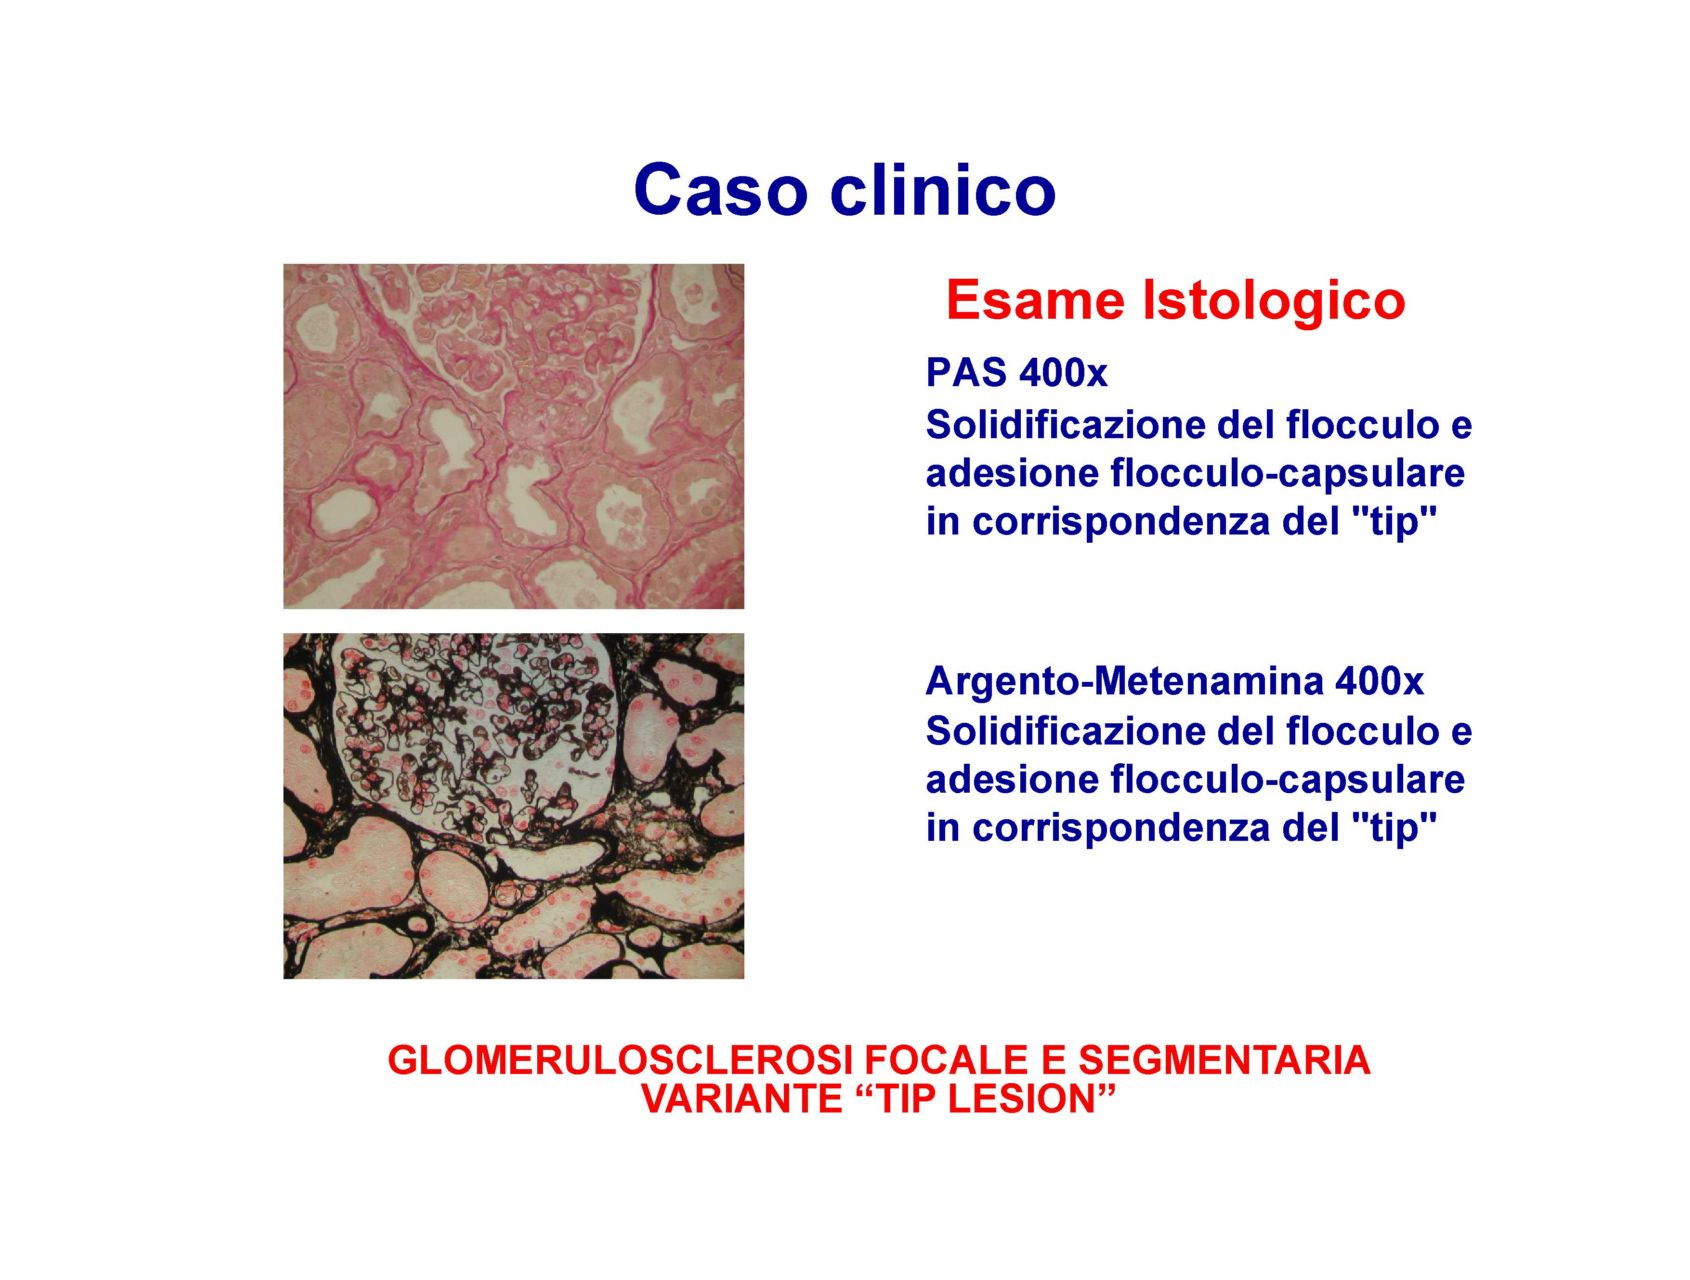 Caso clinico
Esame Istologico
PAS 400x
Solidificazione del flocculo e
adesione flocculo-capsulare
in corrispondenza del "tip"
Argento-Metenamina 400x
Solidificazione del flocculo e
adesione flocculo-capsulare
in corrispondenza del "tip"
GLOMERULOSCLEROSI FOCALE E SEGMENTARIA
VARIANTE “TIP LESION”